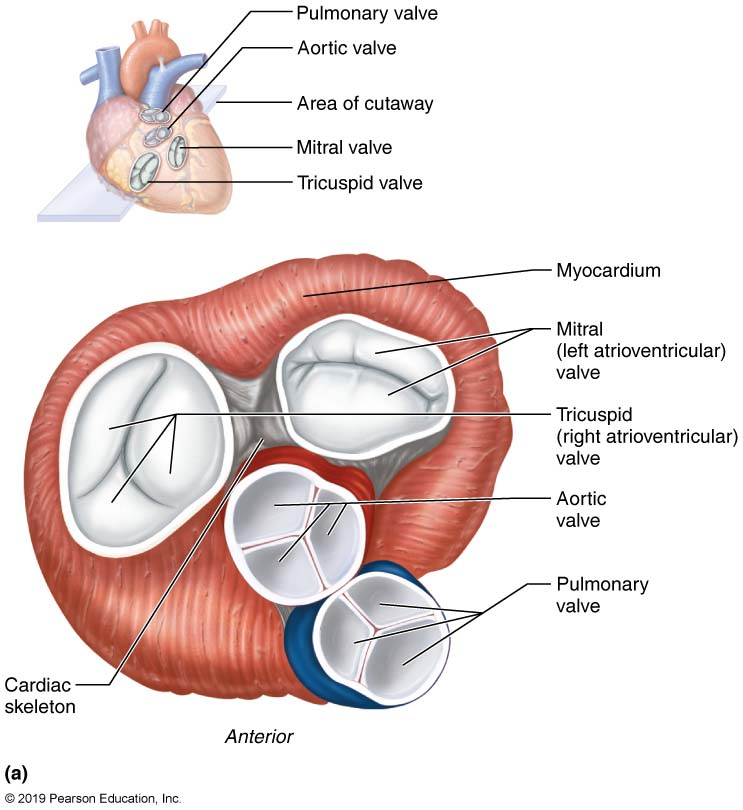 Pulmonary valve
Aortic valve
Area of cutaway
Mitral valve
Tricuspid valve
Myocardium
Mitral
(left atrioventricular)
valve
Tricuspid
(right atrioventricular)
valve
Aortic
valve
Pulmonary
valve
Cardiac
skeleton
Anterior
(a)
© 2019 Pearson Education, Inc.